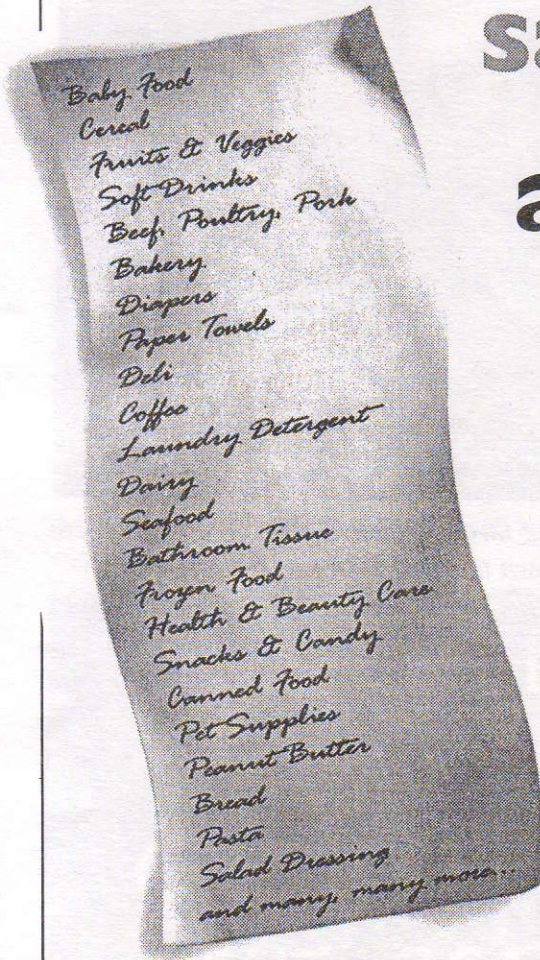 sa
a
Baby Food
Cereal
Fruits & Veggies
Soft Drinks
Beef, Poultry, Pork
Bakery
Diapers
Paper Towels
Deli
Coffee
Laundry Detergent
Dairy
Seafood
Bathroom Tissue
Frozen Food
Health & Beauty Care
Snacks & Candy
Canned Food
Pet Supplies
Peanut Butter
Bread
Pasta
Salad Dressing
and many, many more...